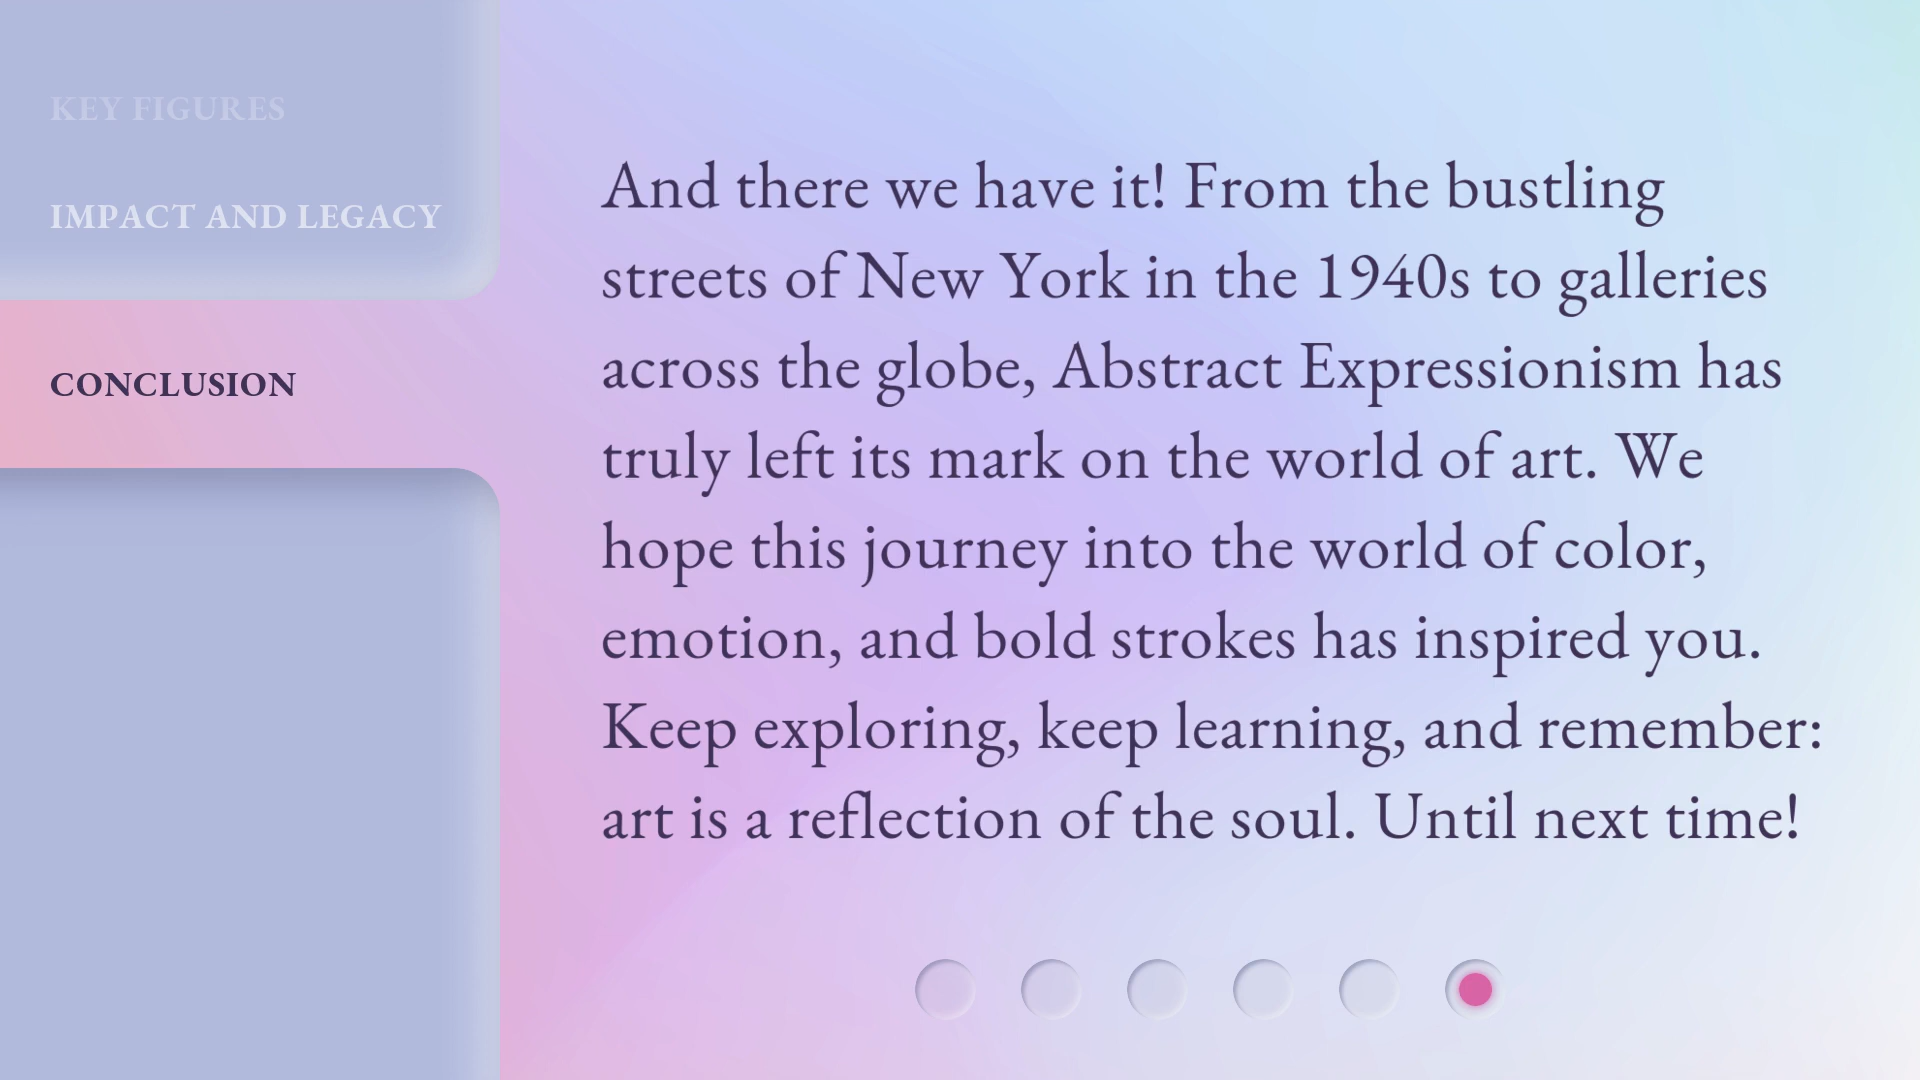 KEY FIGURES
IMPACT AND LEGACY
CONCLUSION
And there we have it! From the bustling
streets of New York in the 1940s to galleries
across the globe, Abstract Expressionism has
truly left its mark on the world of art. We
hope this journey into the world of color,
emotion, and bold strokes has inspired you.
Keep exploring, keep learning, and remember:
art is a reflection of the soul. Until next time!